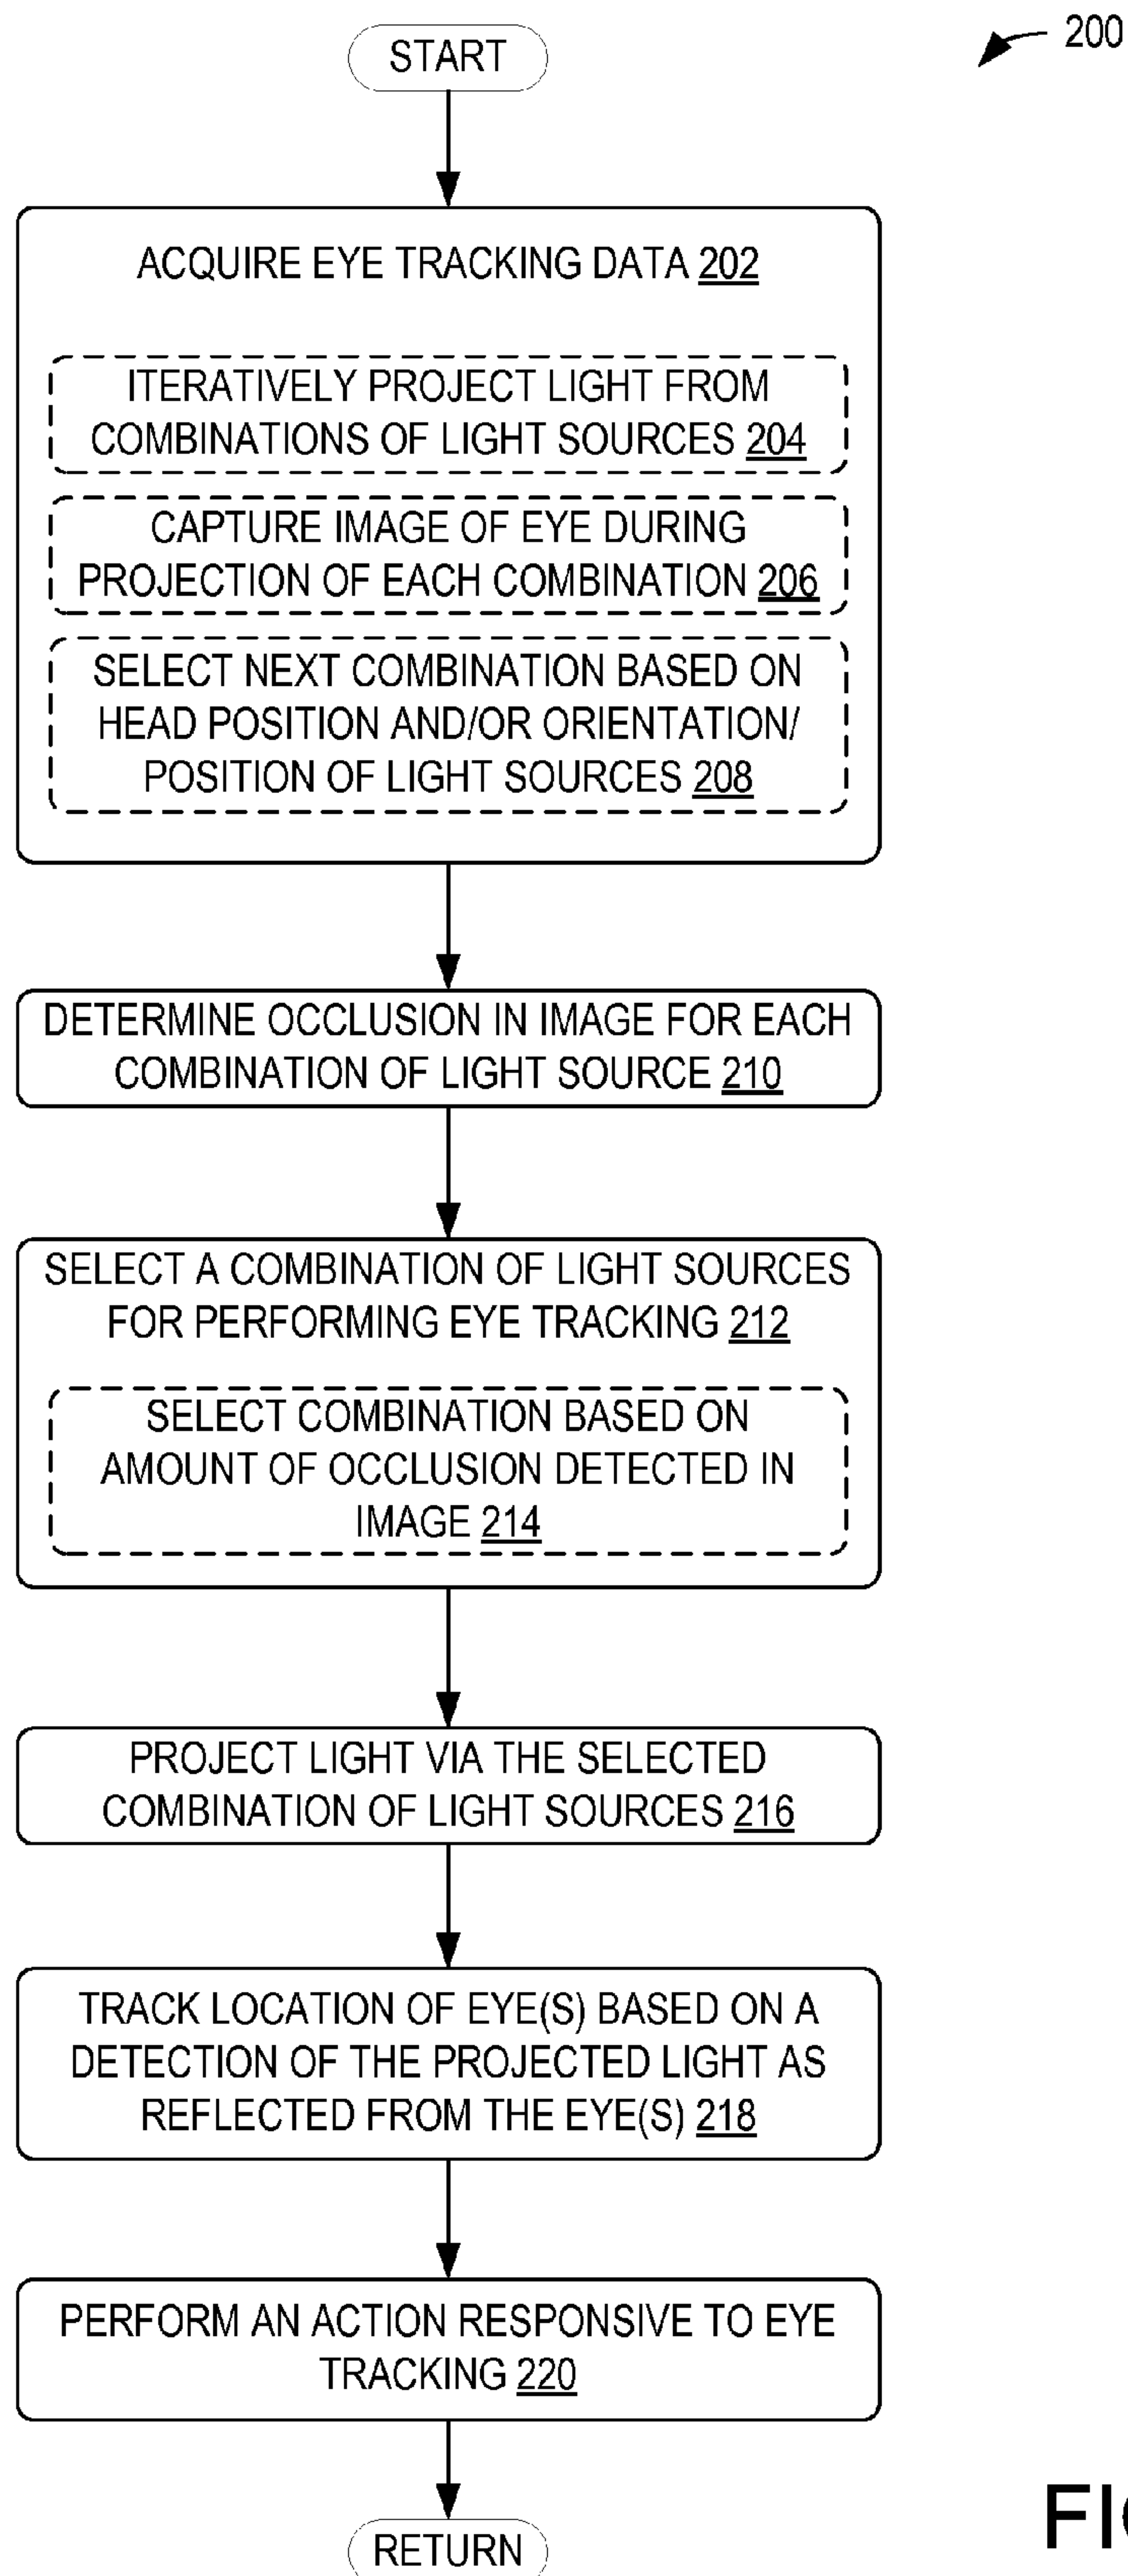 200
START
ACQUIRE EYE TRACKING DATA 202
ITERATIVELY PROJECT LIGHT FROM
COMBINATIONS OF LIGHT SOURCES 204
CAPTURE IMAGE OF EYE DURING
PROJECTION OF EACH COMBINATION 206
SELECT NEXT COMBINATION BASED ON
HEAD POSITION AND/OR ORIENTATION/
POSITION OF LIGHT SOURCES 208
DETERMINE OCCLUSION IN IMAGE FOR EACH
COMBINATION OF LIGHT SOURCE 210
SELECT A COMBINATION OF LIGHT SOURCES
FOR PERFORMING EYE TRACKING 212
SELECT COMBINATION BASED ON
AMOUNT OF OCCLUSION DETECTED IN
IMAGE 214
PROJECT LIGHT VIA THE SELECTED
COMBINATION OF LIGHT SOURCES 216
TRACK LOCATION OF EYE(S) BASED ON A
DETECTION OF THE PROJECTED LIGHT AS
REFLECTED FROM THE EYE(S) 218
PERFORM AN ACTION RESPONSIVE TO EYE
TRACKING 220
RETURN